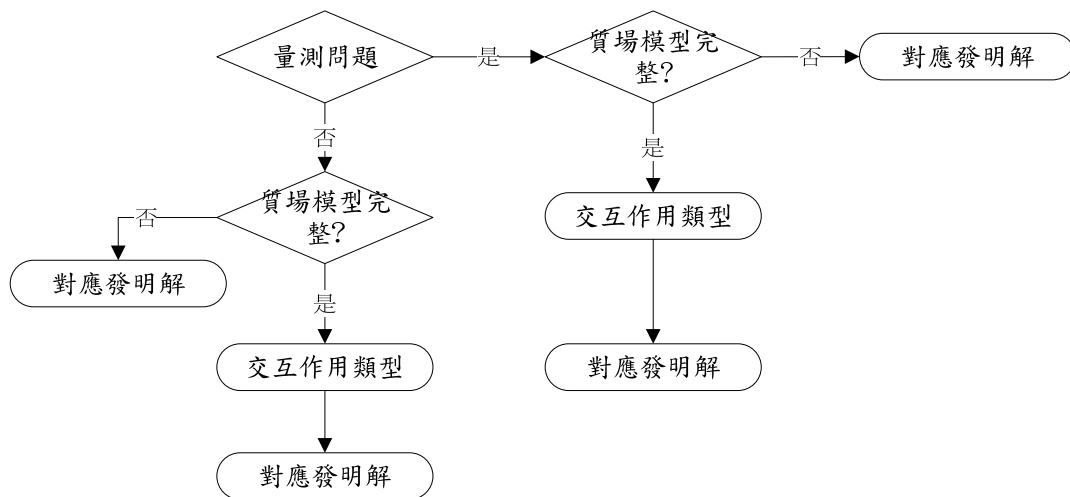 量測問題
是
質場模型完
整?
否
對應發明解
否
是
質場模型完
整?
否
交互作用類型
對應發明解
是
交互作用類型
對應發明解
對應發明解